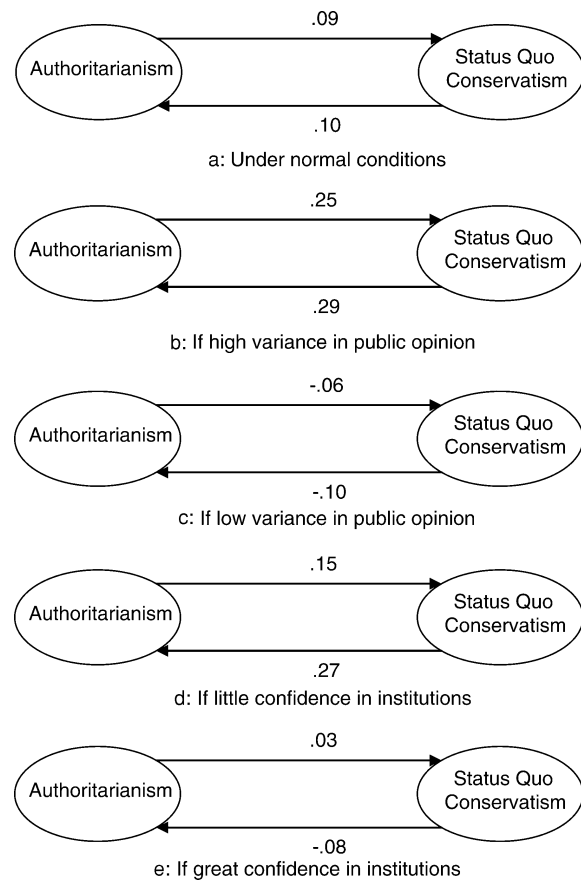 .09
Authoritarianism
Status Quo
Conservatism
.10
a: Under normal conditions
.25
Authoritarianism
Status Quo
Conservatism
.29
b: If high variance in public opinion
-.06
Authoritarianism
Status Quo
Conservatism
-.10
c: If low variance in public opinion
.15
Authoritarianism
Status Quo
Conservatism
.27
d: If little confidence in institutions
.03
Authoritarianism
Status Quo
Conservatism
-.08
e: If great confidence in institutions